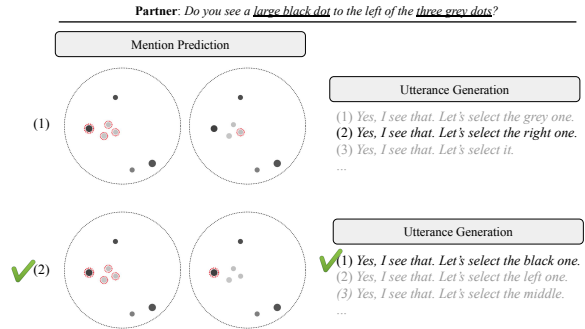 Partner: Do you see a large black dot to the left of the three grey dots?
Mention Prediction
Utterance Generation
(1)
(1) Yes, I see that. Let's select the grey one.
(2) Yes, I see that. Let's select the right one.
(3) Yes, I see that. Let's select it.
...
Utterance Generation
(2)
(1) Yes, I see that. Let's select the black one.
(2) Yes, I see that. Let's select the left one.
(3) Yes, I see that. Let's select the middle.
...